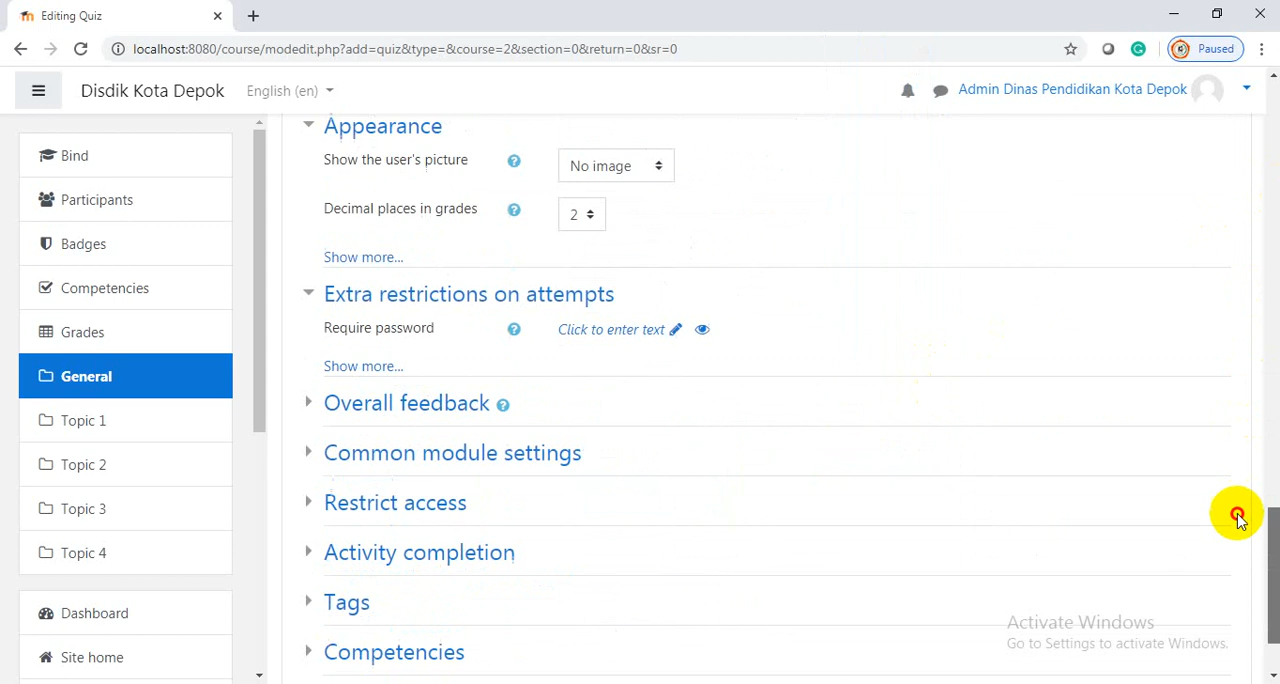 Editing Quiz
localhost:8080/course/modedit.php?add=quiz&type=&course=2&section=0&return=0&sr=0
Paused
Disdik Kota Depok
English (en)
Admin Dinas Pendidikan Kota Depok
Bind
Participants
Badges
Competencies
Grades
General
Topic 1
Topic 2
Topic 3
Topic 4
Dashboard
Site home
Appearance
Show the user's picture
No image
Decimal places in grades
2
Show more...
Extra restrictions on attempts
Require password
Click to enter text
Show more...
Overall feedback
Common module settings
Restrict access
Activity completion
Tags
Competencies
Activate Windows
Go to Settings to activate Windows.